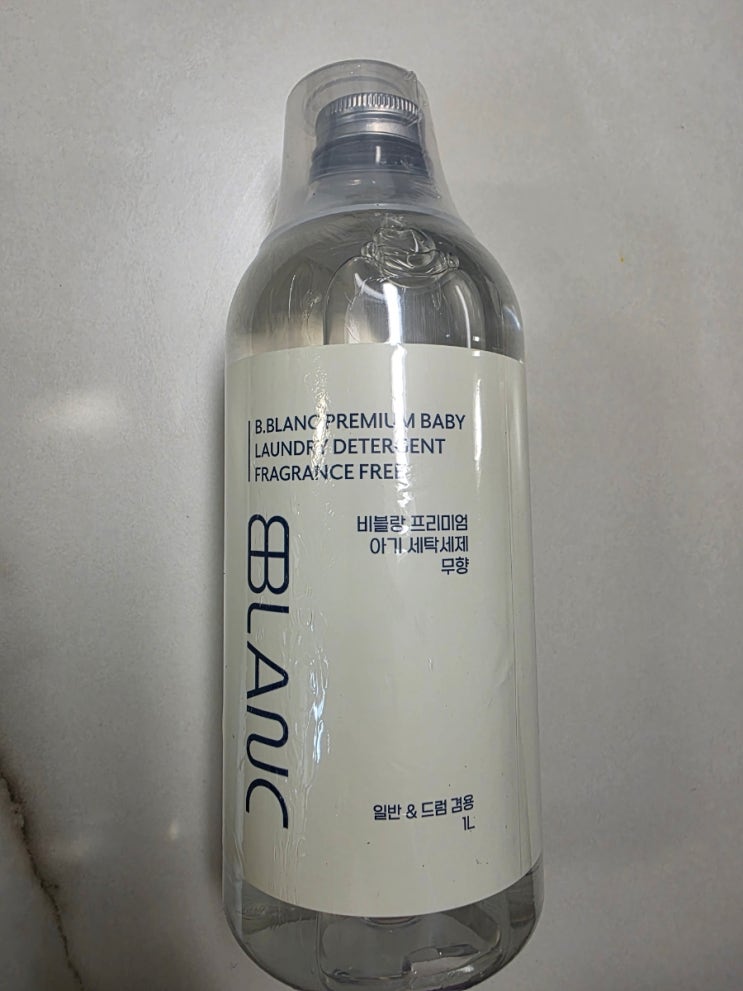 B.BLANC PREMIUM BABY
LAUNDRY DETERGENT
FRAGRANCE FREE
비블랑 프리미엄
아기 세탁세제
무향
BBLANC
일반 & 드럼 겸용
1L